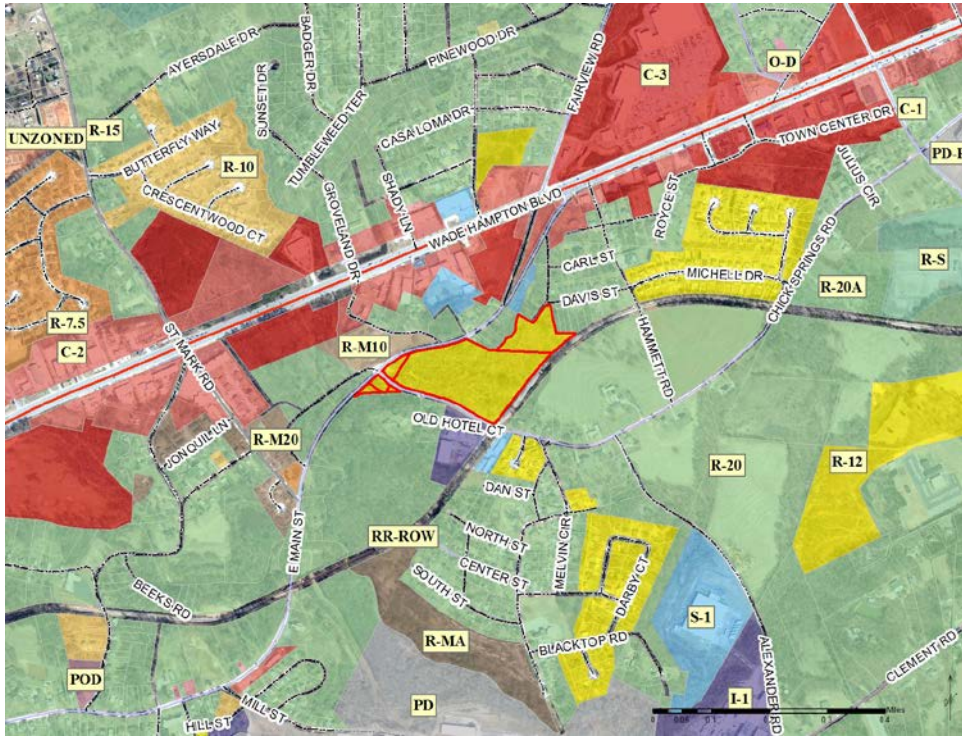 AYERSDALE DR
BADGER DR
PINEWOOD DR
FAIRVIEW RD
O-D
C-3
SUNSET DR
TUMBLEWEED TER
CASA LOMA DR
C-1
TOWN CENTER DR
UNZONED
R-15
BUTTERFLY WAY
R-10
CRESCENTWOOD CT
GROVELAND DR
SHADY LN
WADE HAMPTON BLVD
ROYCE ST
JULIUS CIR
CARL ST
MICHELL DR
CHICK SPRINGS RD
R-S
DAVIS ST
R-20A
R-7.5
C-2
ST MARK RD
R-M10
HAMMETT RD
OLD HOTEL CT
JONQUIL LN
R-M20
R-20
R-12
DAN ST
E MAIN ST
RR-ROW
NORTH ST
MELVIN CIR
CENTER ST
SOUTH ST
DARBY CT
BEEKS RD
S-1
R-MA
BLACKTOP RD
ALEXANDER RD
CLEMENT RD
POD
PD
I-1
HILL ST
MILL ST
Miles